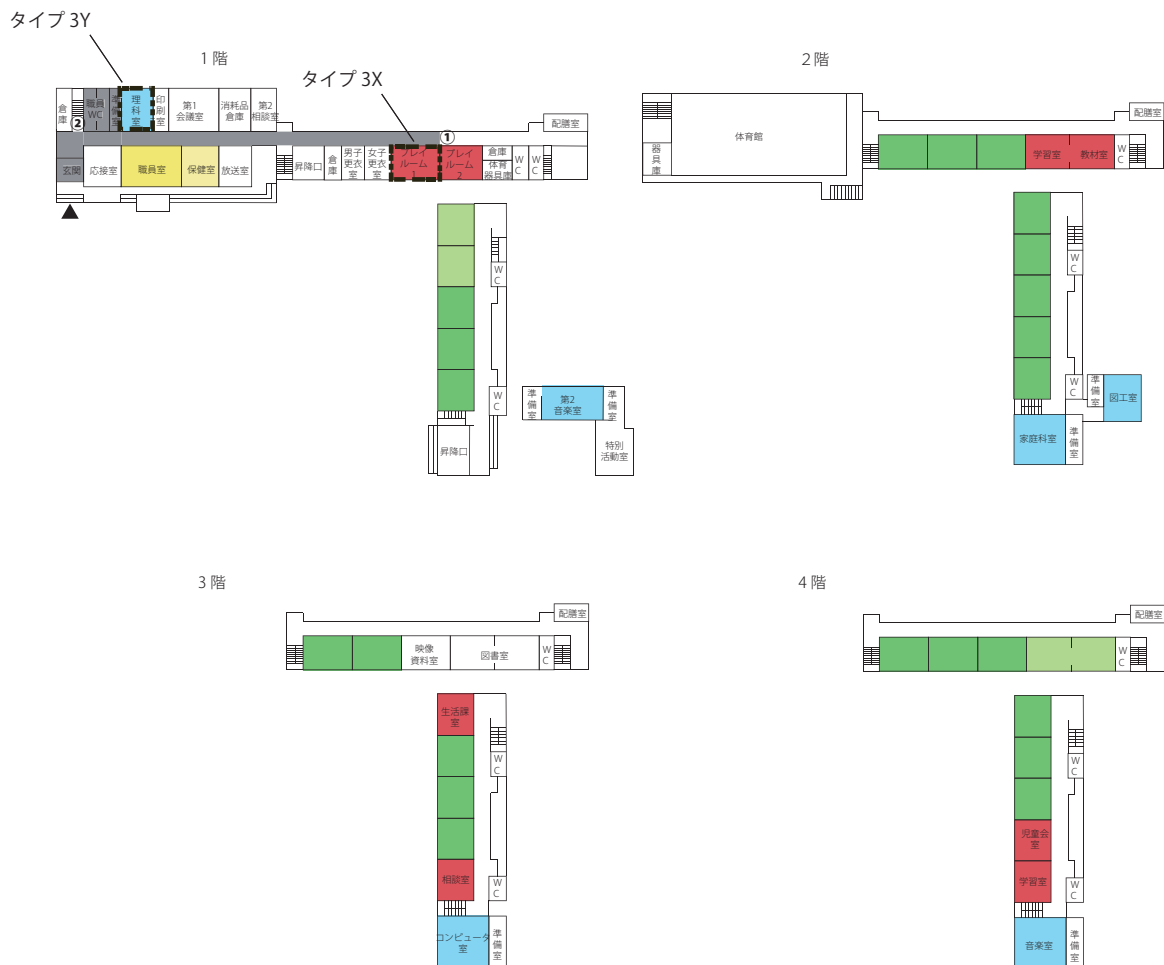 タイプ 3Y
1 階
タイプ 3X
倉庫
②
職員
WC
準備室
理科室
印刷室
第1
会議室
消耗品
倉庫
第2
相談室
配膳室
①
玄関
応接室
職員室
保健室
放送室
昇降口
倉庫
男子
更衣
室
女子
更衣
室
プレイ
ルーム
1
プレイ
ルーム
2
倉庫
体育
器具庫
WC
WC
WC
WC
昇降口
準備室
第2
音楽室
準備室
特別
活動室
2 階
器具庫
体育館
配膳室
学習室
教材室
WC
WC
WC
準備室
図工室
家庭科室
準備室
3 階
配膳室
映像
資料室
図書室
WC
生活課
室
WC
相談室
WC
コンピュータ
室
準備室
4 階
配膳室
WC
WC
児童会
室
学習室
WC
音楽室
準備室